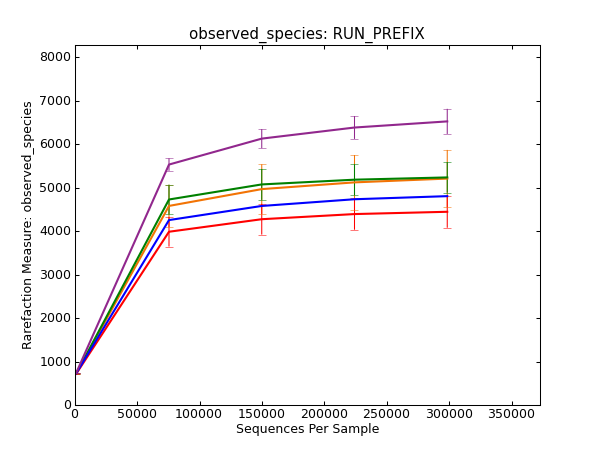 observed_species: RUN_PREFIX
8000
7000
6000
5000
4000
3000
2000
1000
0
Rarefaction Measure: observed_species
0 50000 100000 150000 200000 250000 300000 350000
Sequences Per Sample